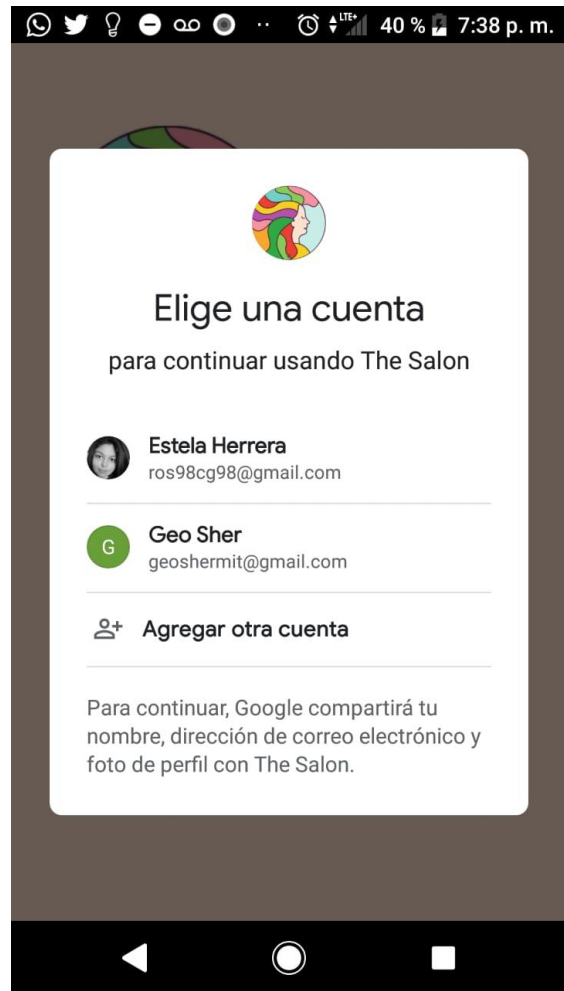 40 % 7:38 p. m.
Elige una cuenta
para continuar usando The Salon
Estela Herrera
ros98cg98@gmail.com
G
Geo Sher
geoshermit@gmail.com
Agregar otra cuenta
Para continuar, Google compartirá tu
nombre, dirección de correo electrónico y
foto de perfil con The Salon.